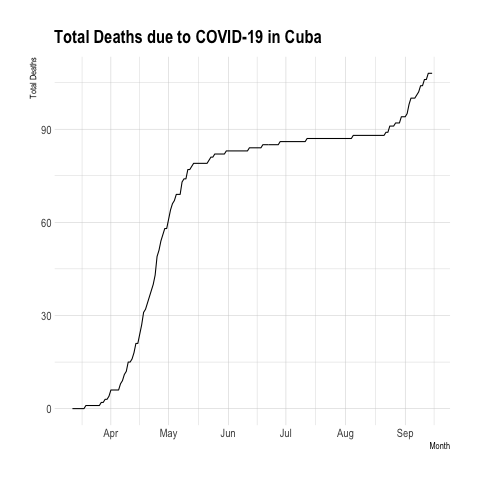 Total Deaths due to COVID-19 in Cuba
Total Deaths
90
60
30
0
Apr May Jun Jul Aug Sep
Month